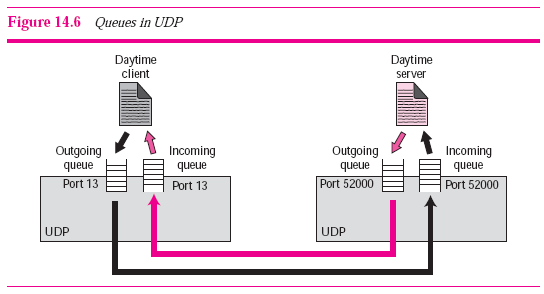 Figure 14.6 Queues in UDP
Daytime
client
Daytime
server
Outgoing
queue
Incoming
queue
Outgoing
queue
Incoming
queue
Port 13
Port 13
Port 52000
Port 52000
UDP
UDP